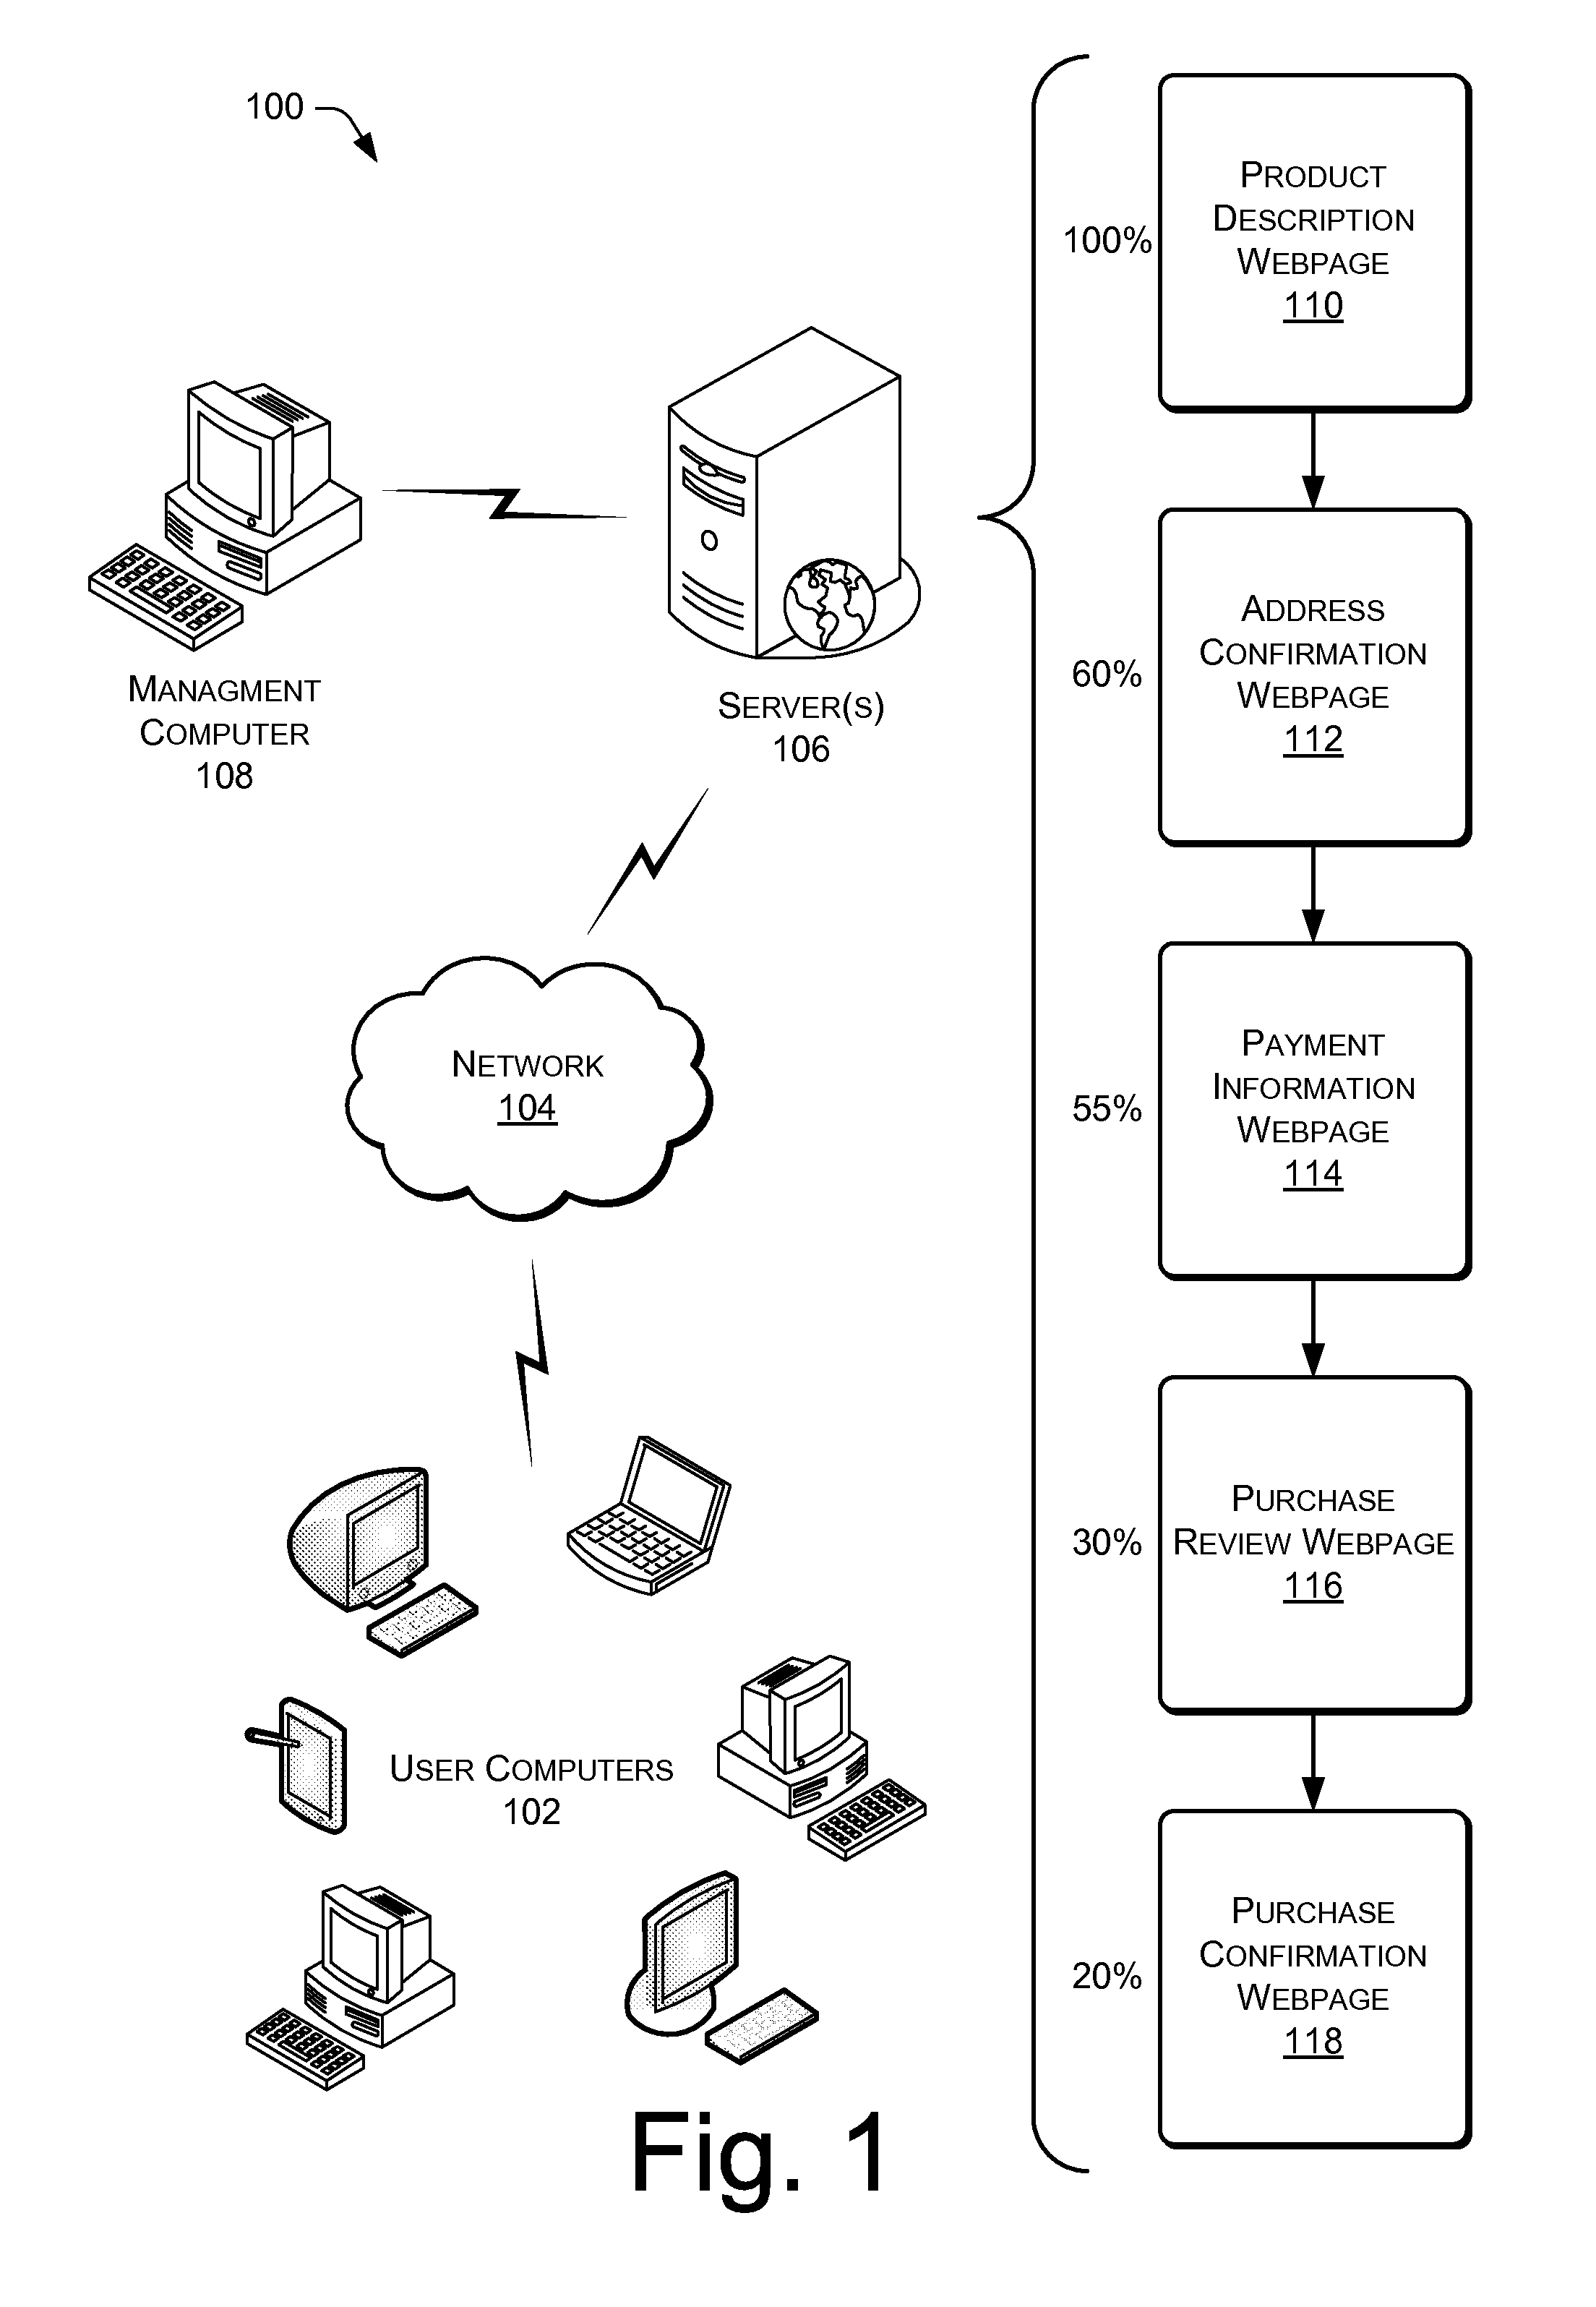 100
MANAGMENT
COMPUTER
108
SERVER(S)
106
NETWORK
104
USER COMPUTERS
102
100%
PRODUCT
DESCRIPTION
WEBPAGE
110
60%
ADDRESS
CONFIRMATION
WEBPAGE
112
55%
PAYMENT
INFORMATION
WEBPAGE
114
30%
PURCHASE
REVIEW WEBPAGE
116
20%
PURCHASE
CONFIRMATION
WEBPAGE
118
Fig. 1